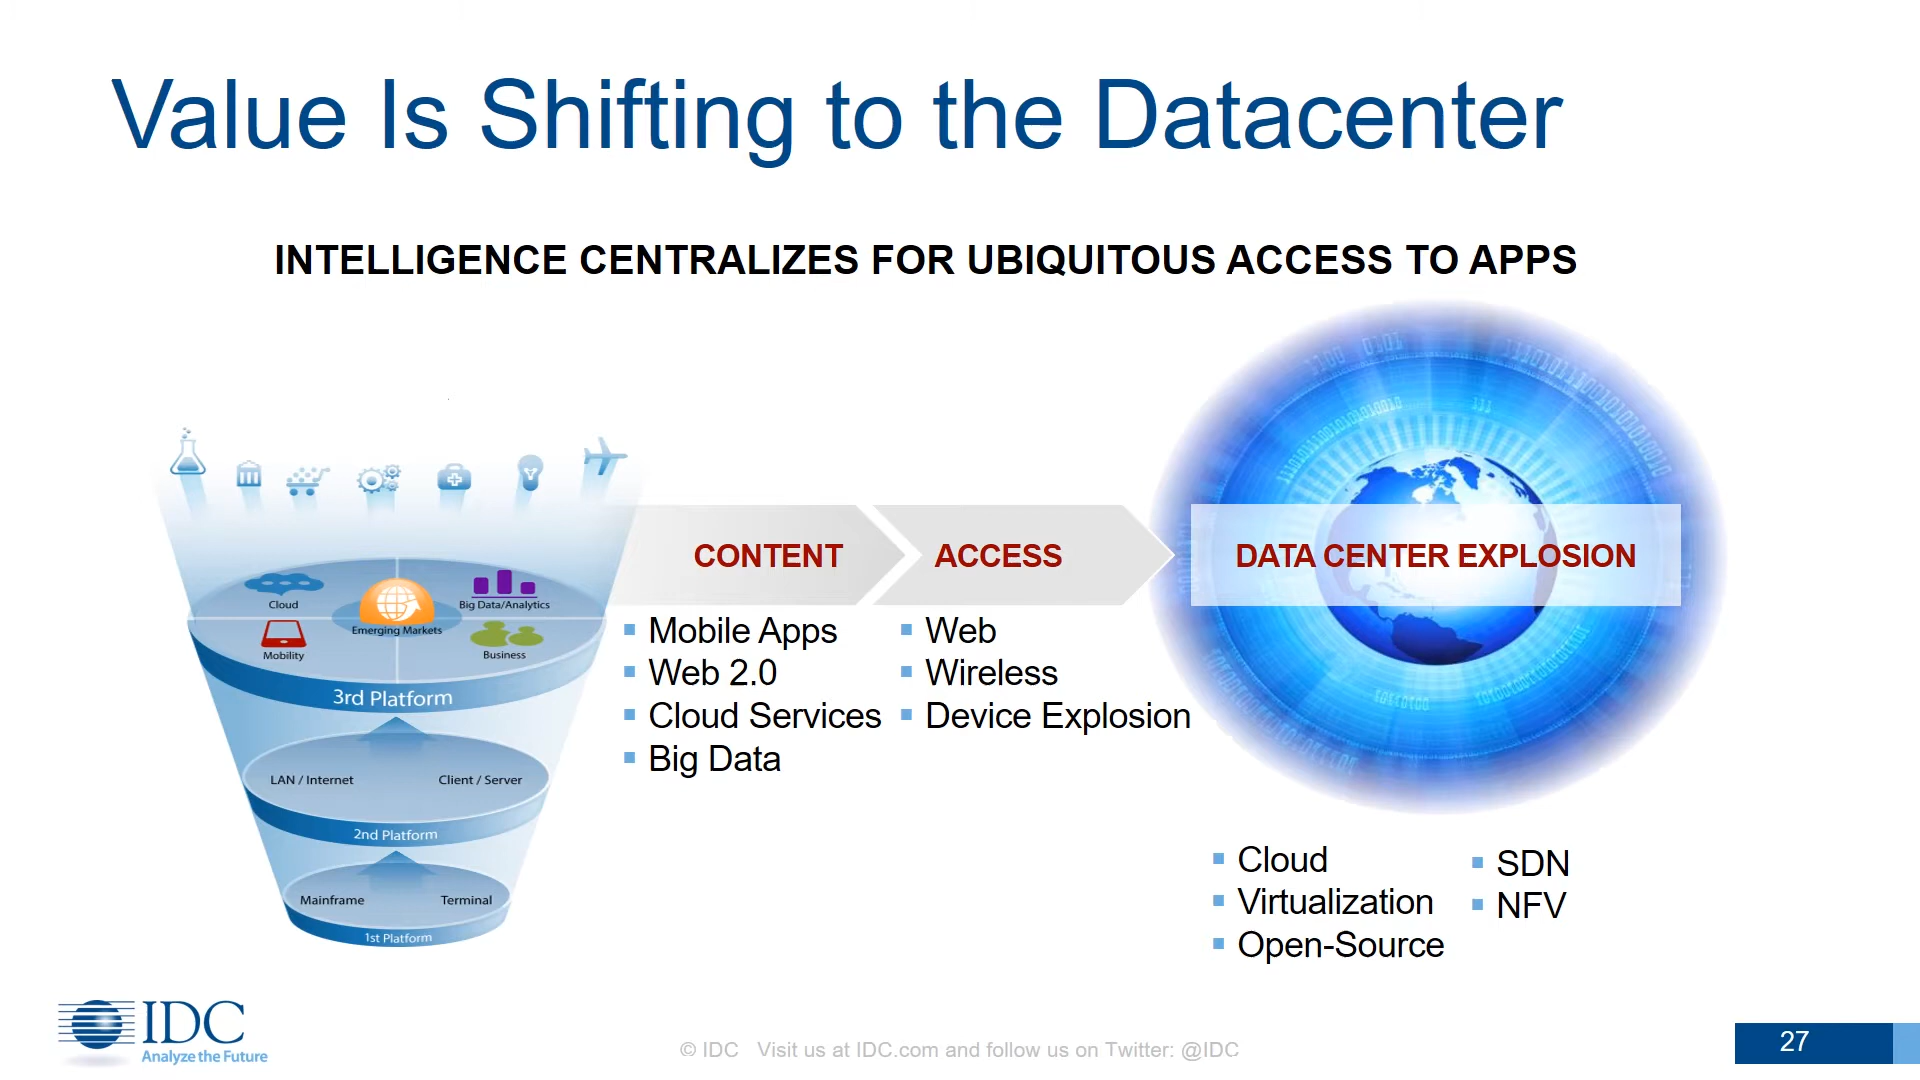 Value Is Shifting to the Datacenter
INTELLIGENCE CENTRALIZES FOR UBIQUITOUS ACCESS TO APPS
Cloud
Big Data/Analytics
Emerging Markets
Mobility
Business
3rd Platform
LAN / Internet
Client / Server
2nd Platform
Mainframe
Terminal
1st Platform
CONTENT
Mobile Apps
Web 2.0
Cloud Services
Big Data
ACCESS
Web
Wireless
Device Explosion
DATA CENTER EXPLOSION
Cloud
Virtualization
Open-Source
SDN
NFV
IDC
Analyze the Future
© IDC Visit us at IDC.com and follow us on Twitter: @IDC
27